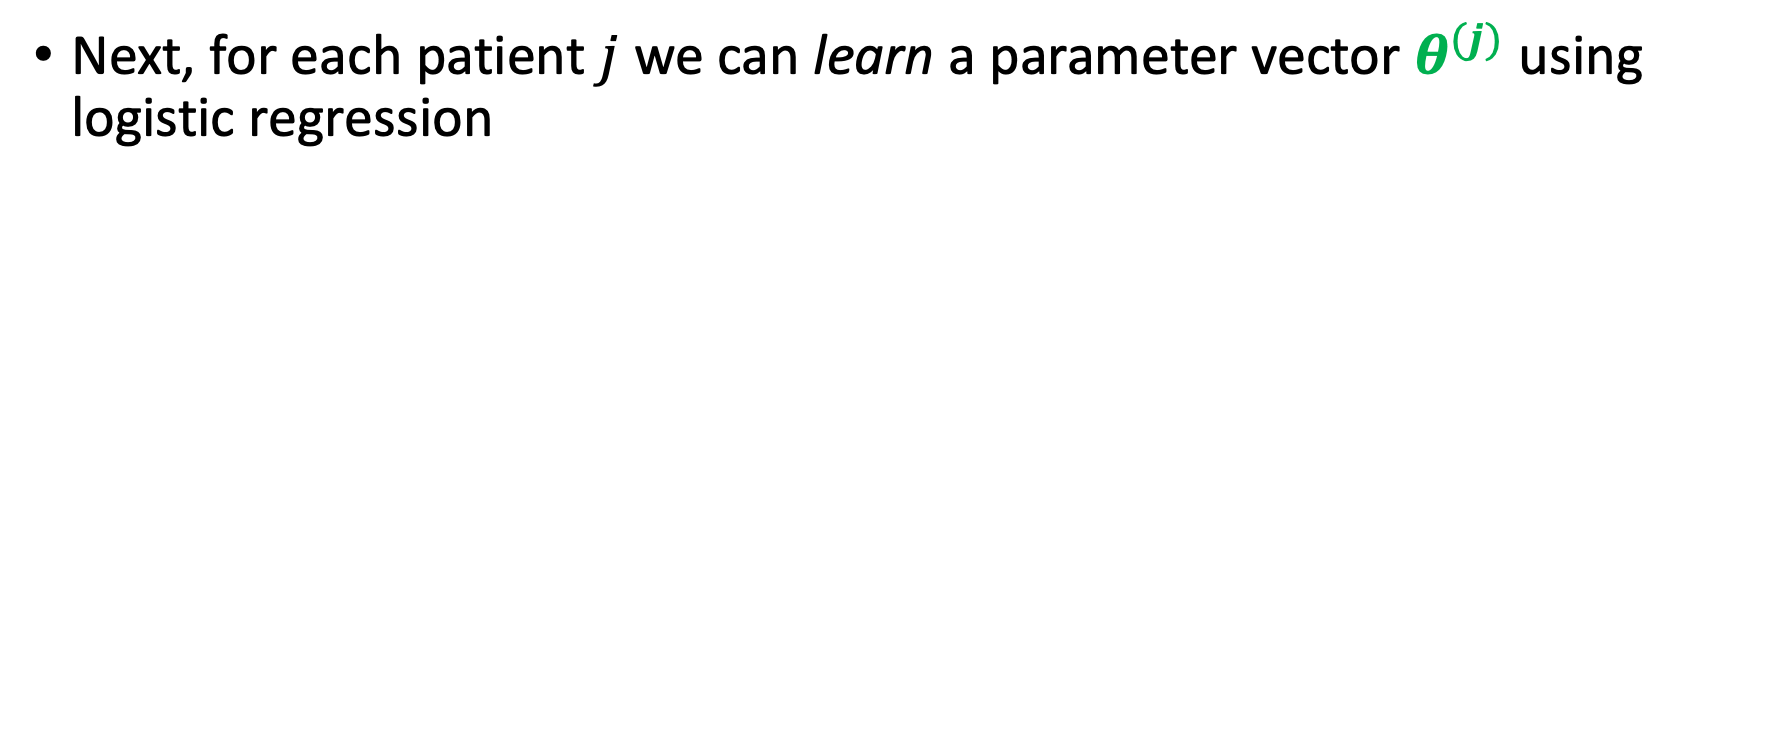 • Next, for each patient j we can learn a parameter vector θ^(j) using
logistic regression